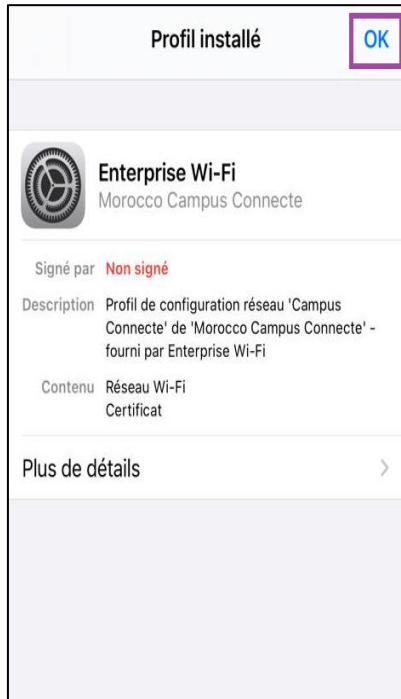 Profil installé
OK
Enterprise Wi-Fi
Morocco Campus Connecte
Signé par Non signé
Description Profil de configuration réseau 'Campus
Connecte' de 'Morocco Campus Connecte' -
fourni par Enterprise Wi-Fi
Contenu Réseau Wi-Fi
Certificat
Plus de détails